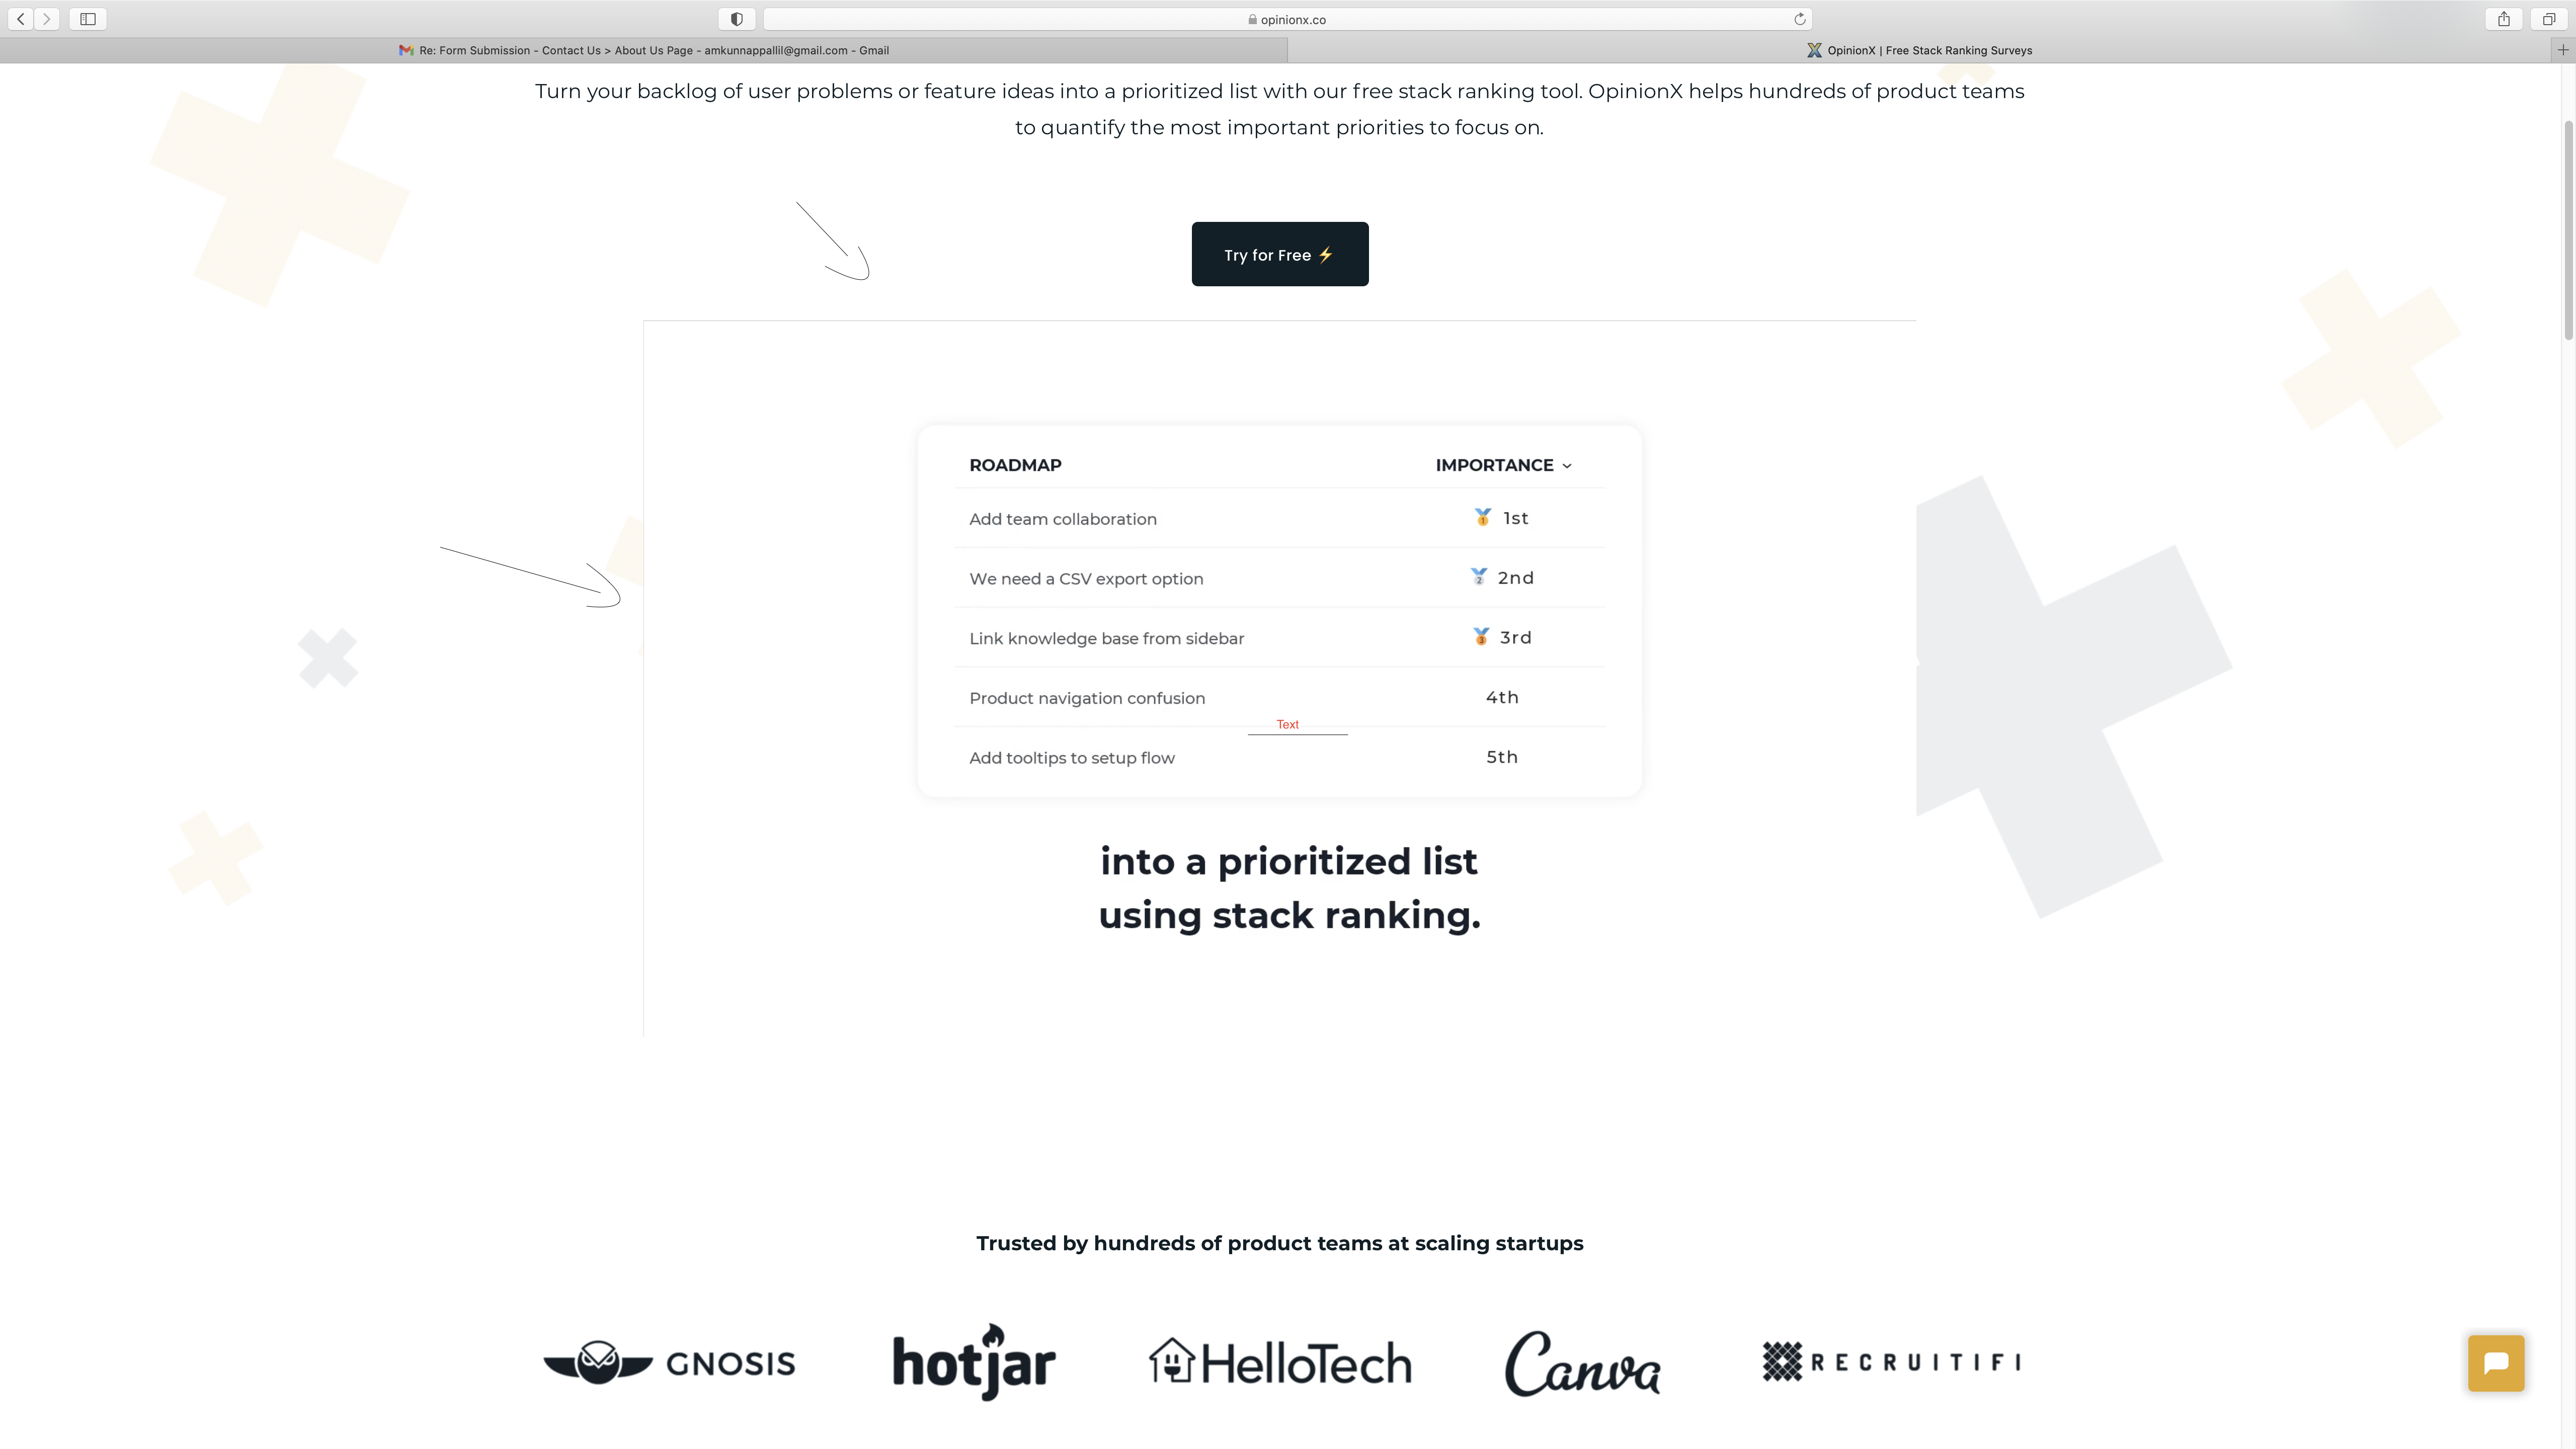 opinionx.co
Re: Form Submission - Contact Us > About Us Page - amkunnappallil@gmail.com - Gmail
OpinionX | Free Stack Ranking Surveys
Turn your backlog of user problems or feature ideas into a prioritized list with our free stack ranking tool. OpinionX helps hundreds of product teams
to quantify the most important priorities to focus on.
Try for Free ⚡
ROADMAP IMPORTANCE
Add team collaboration 🥇 1st
We need a CSV export option 🥈 2nd
Link knowledge base from sidebar 🥉 3rd
Product navigation confusion 4th
Text
Add tooltips to setup flow 5th
into a prioritized list
using stack ranking.
Trusted by hundreds of product teams at scaling startups
GNOSIS hotjar HelloTech Canva RECRUITIFI